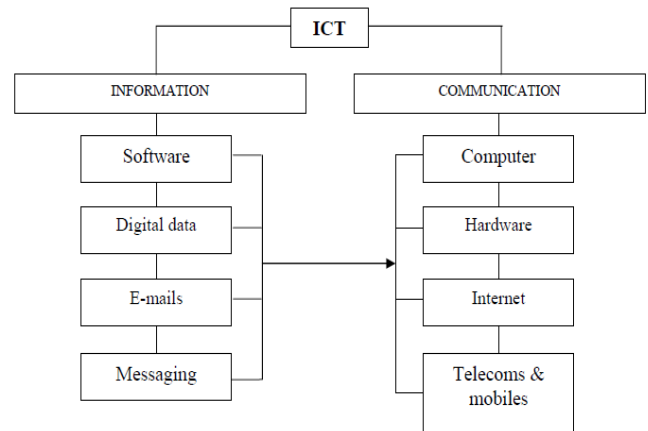 ICT
INFORMATION
COMMUNICATION
Software
Computer
Digital data
Hardware
E-mails
Internet
Messaging
Telecoms &
mobiles